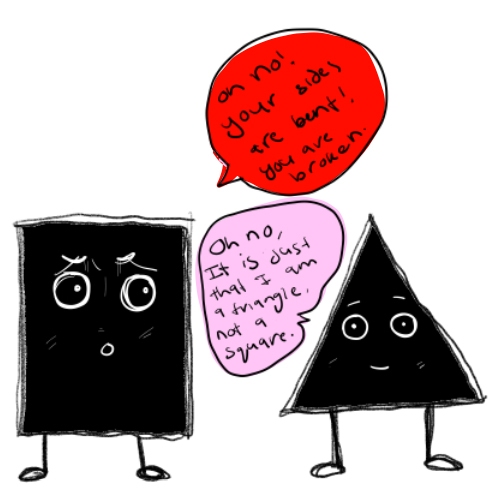 oh no!
your sides
are bent!
you are
broken.
Oh no,
It is just
that I am
a triangle,
not a
square.